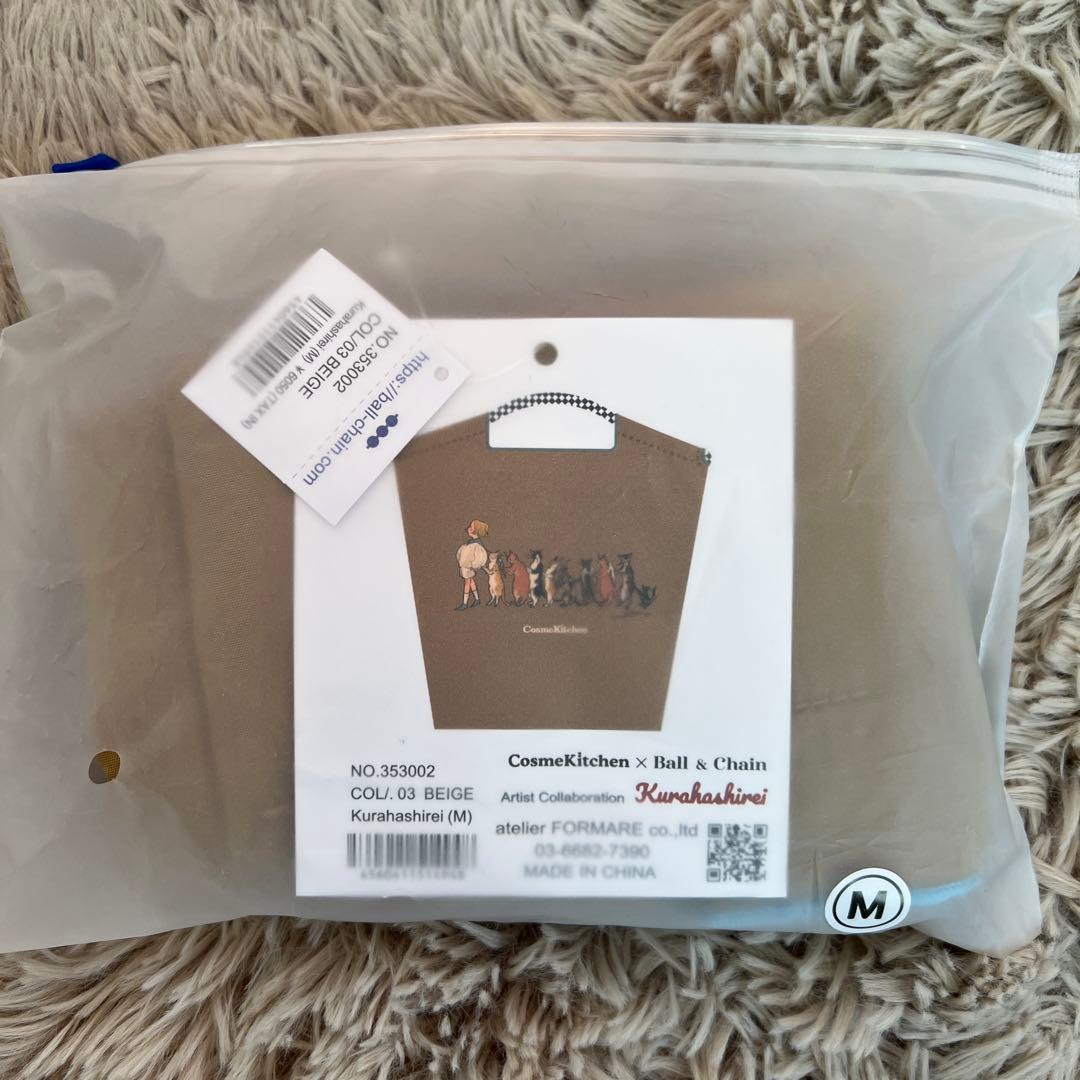 https://ball-chain.com
NO.353002
COL/03 BEIGE
Kurahashirei (M) ¥ 6050 (TAX IN)
CosmeKitchen
NO.353002
COL/. 03 BEIGE
Kurahashirei (M)
CosmeKitchen × Ball & Chain
Artist Collaboration Kurahashirei
atelier FORMARE co.,ltd
03-6682-7390
MADE IN CHINA
M